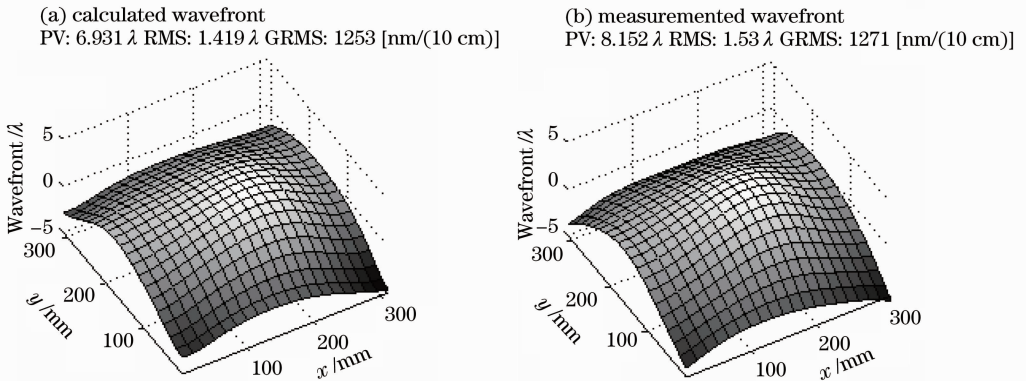 (a) calculated wavefront
PV: 6.931 λ RMS: 1.419 λ GRMS: 1253 [nm/(10 cm)]
Wavefront /λ
5
0
−5
300
200
100
y /mm
100
200
300
x /mm
(b) measuremented wavefront
PV: 8.152 λ RMS: 1.53 λ GRMS: 1271 [nm/(10 cm)]
Wavefront /λ
5
0
−5
300
200
100
y /mm
100
200
300
x /mm